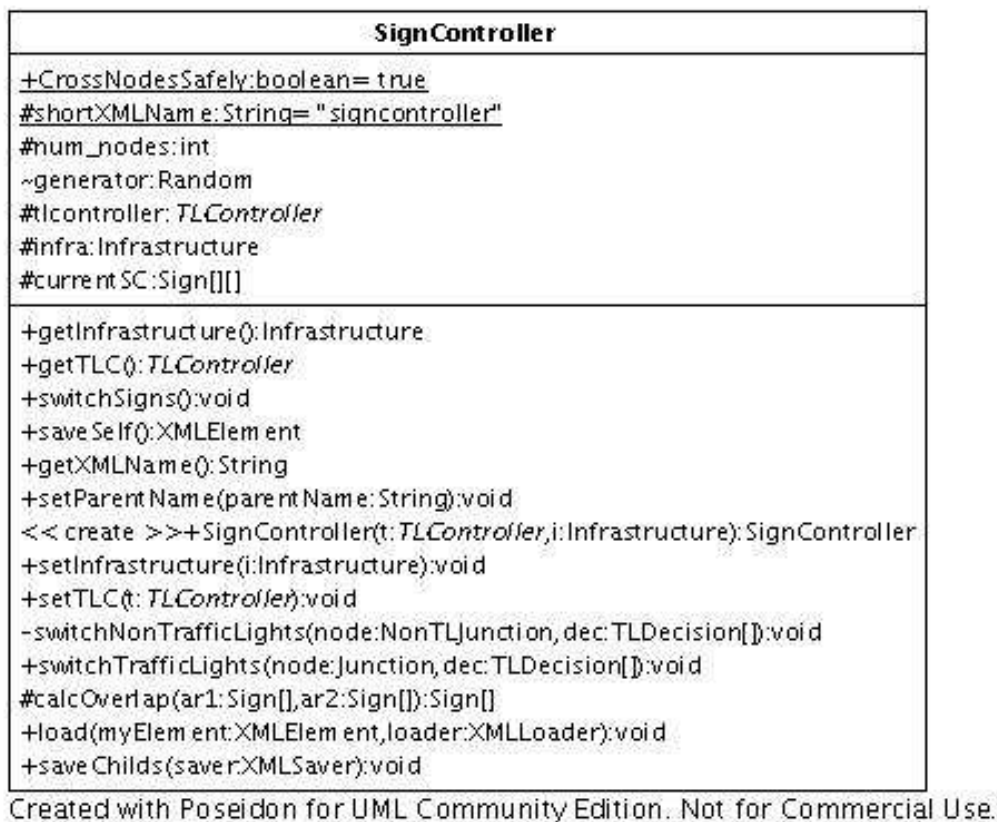 SignController
+CrossNodesSafely:boolean= true
#shortXMLName:String= "signcontroller"
#num_nodes:int
~generator:Random
#tlcontroller:TLController
#infra:Infrastructure
#currentSC:Sign[][]
+getInfrastructure():Infrastructure
+getTLC():TLController
+switchSigns():void
+saveSelf():XMLElement
+getXMLName():String
+setParentName(parentName:String):void
<< create >>+SignController(t:TLController,i:Infrastructure):SignController
+setInfrastructure(i:Infrastructure):void
+setTLC(t:TLController):void
-switchNonTrafficLights(node:NonTLJunction,dec:TLDecision[]):void
+switchTrafficLights(node:Junction,dec:TLDecision[]):void
#calcOverlap(ar1:Sign[],ar2:Sign[]):Sign[]
+load(myElement:XMLElement,loader:XMLLoader):void
+saveChilds(saver:XMLSaver):void
Created with Poseidon for UML Community Edition. Not for Commercial Use.